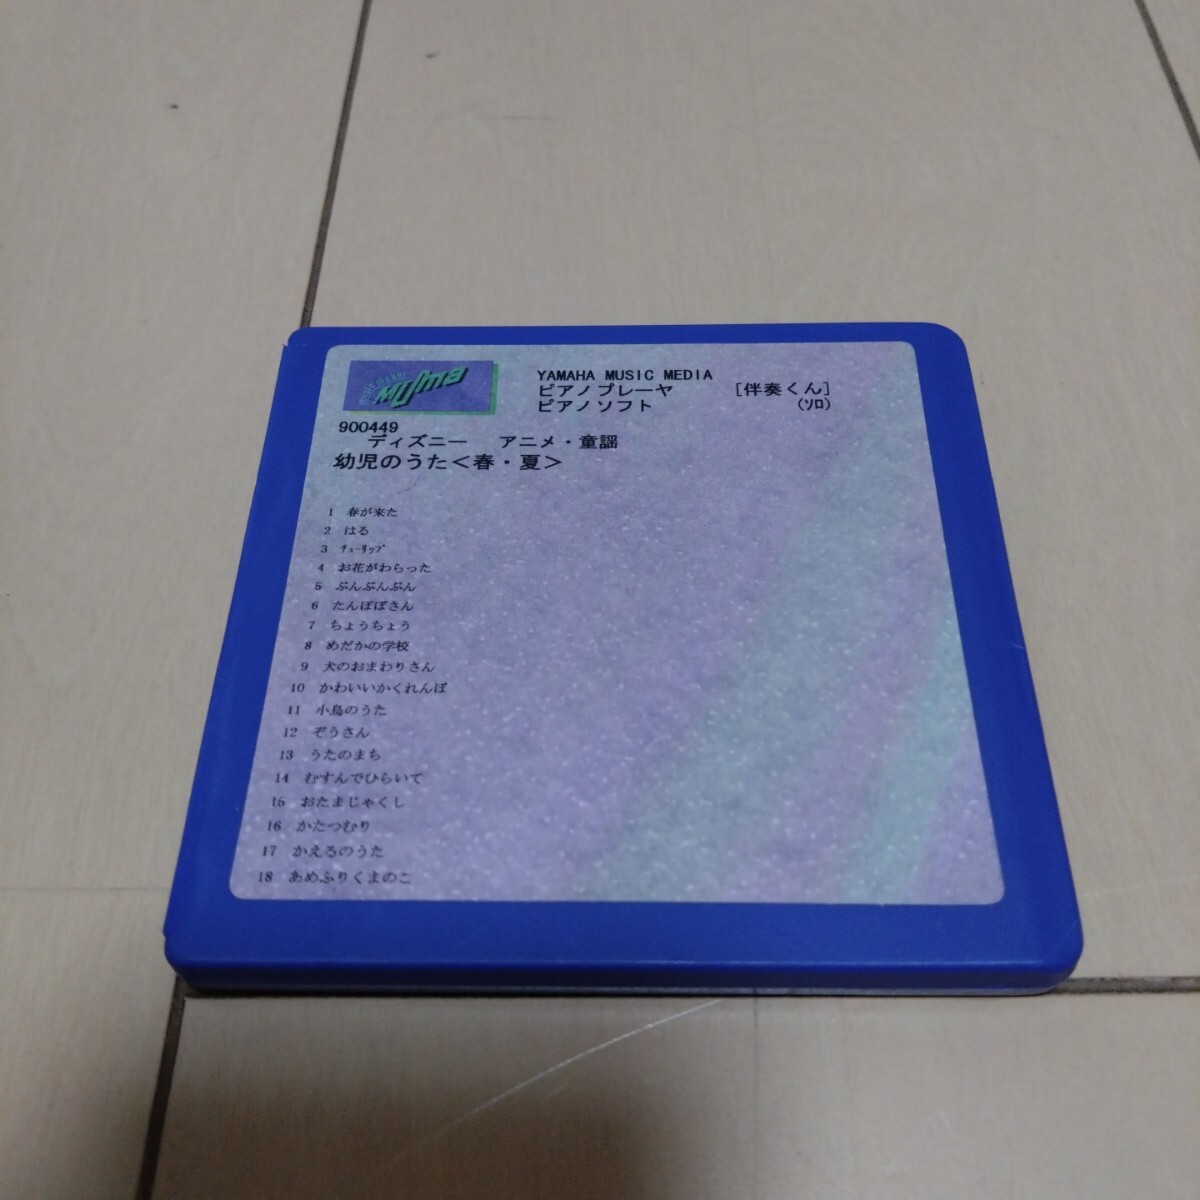 music maker
MUma
YAMAHA MUSIC MEDIA
ピアノプレーヤ [伴奏くん]
ピアノソフト (ｿﾛ)
900449
ディズニー アニメ・童謡
幼児のうた＜春・夏＞
1 春が来た
2 はる
3 ﾁｭｰﾘｯﾌﾟ
4 お花がわらった
5 ぶんぶんぶん
6 たんぽぽさん
7 ちょうちょう
8 めだかの学校
9 犬のおまわりさん
10 かわいいかくれんぼ
11 小鳥のうた
12 ぞうさん
13 うたのまち
14 むすんでひらいて
15 おたまじゃくし
16 かたつむり
17 かえるのうた
18 あめふりくまのこ